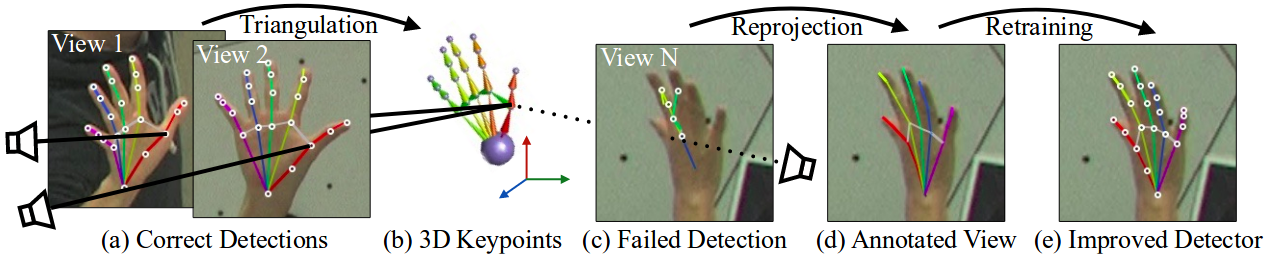 Triangulation
Reprojection
Retraining
View 1
View 2
View N
(a) Correct Detections
(b) 3D Keypoints
(c) Failed Detection
(d) Annotated View
(e) Improved Detector